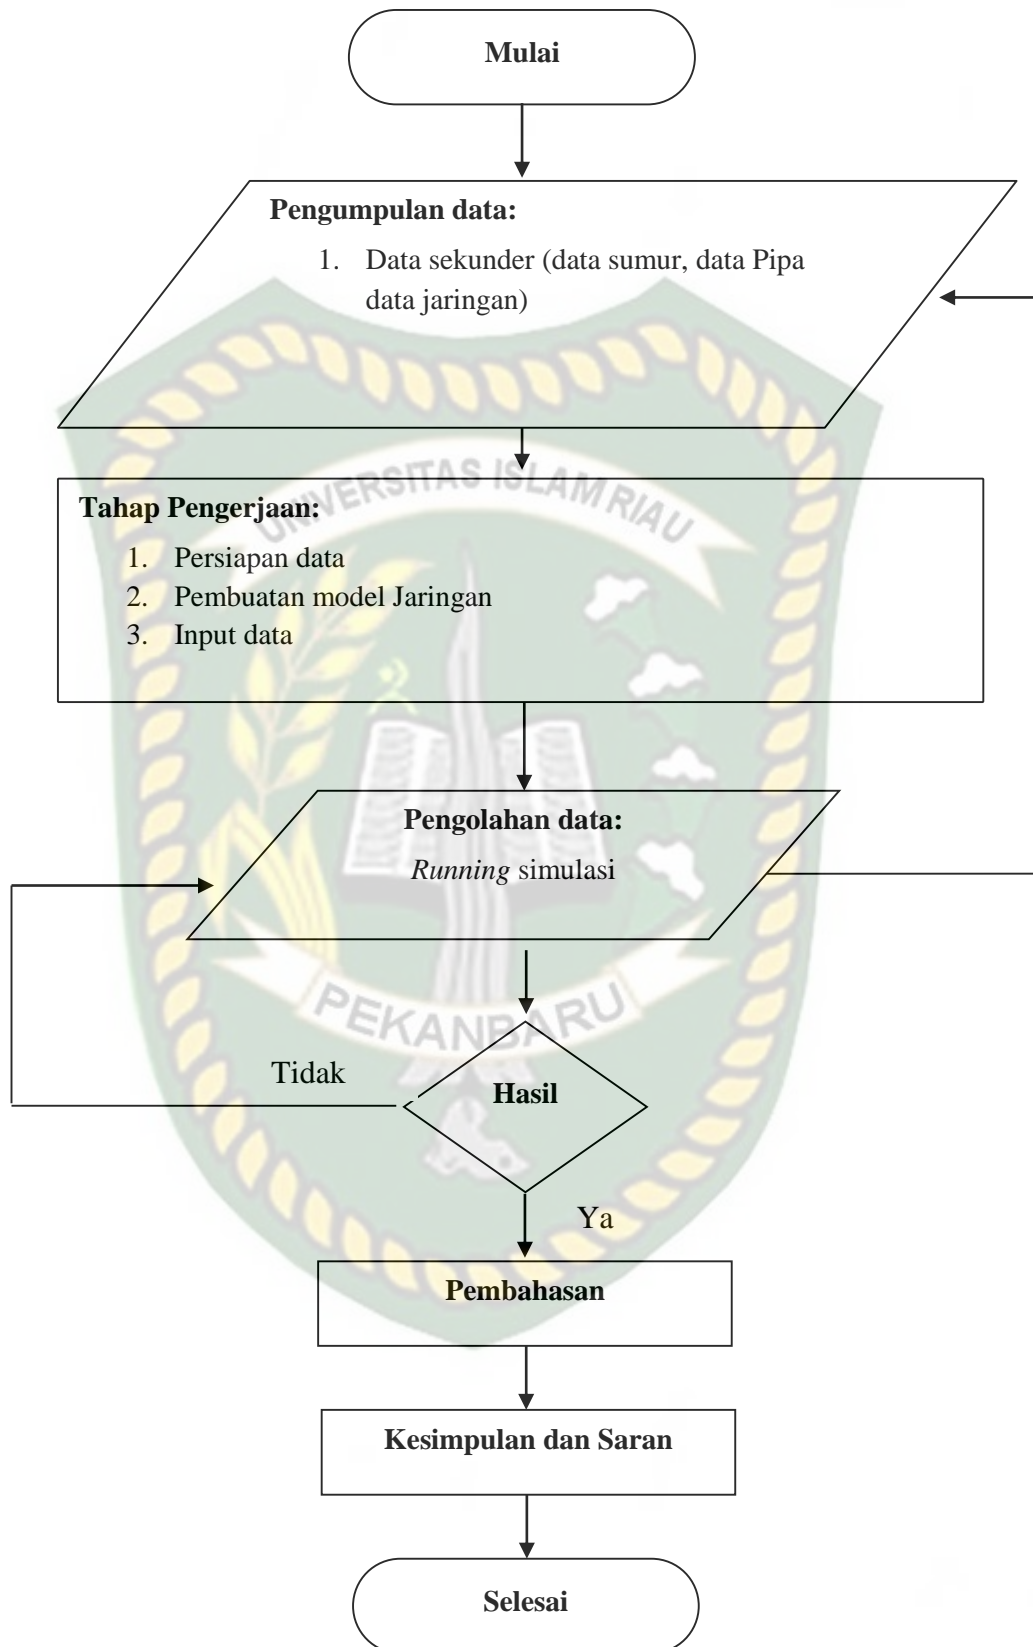 Mulai
Pengumpulan data:
1. Data sekunder (data sumur, data Pipa
data jaringan)
UNIVERSITAS ISLAM RIAU
Tahap Pengerjaan:
1. Persiapan data
2. Pembuatan model Jaringan
3. Input data
Pengolahan data:
Running simulasi
PEKANBARU
Tidak
Hasil
Ya
Pembahasan
Kesimpulan dan Saran
Selesai